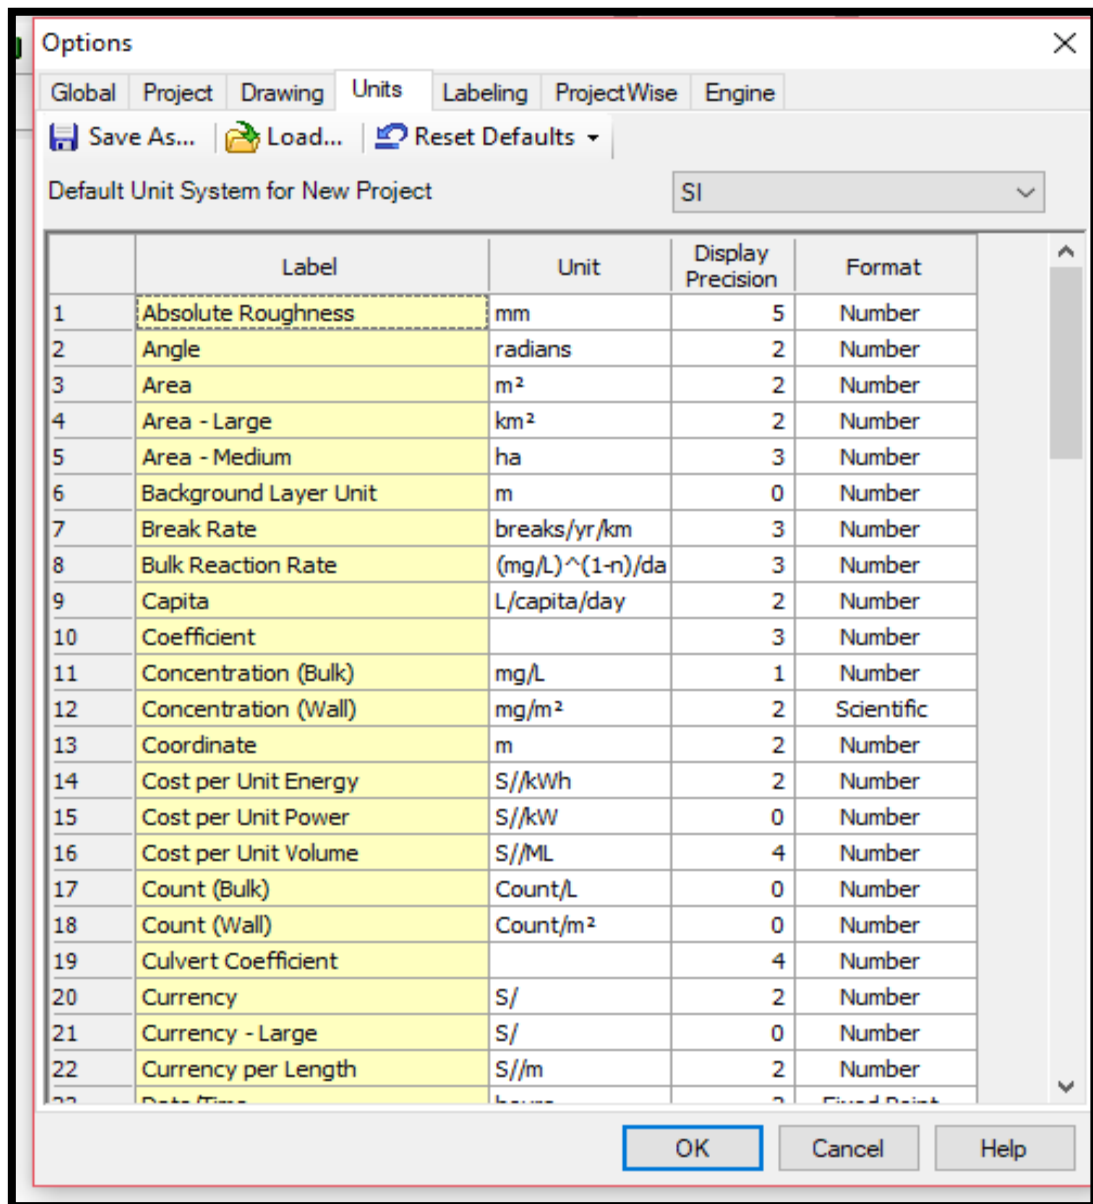 Options
Global Project Drawing Units Labeling ProjectWise Engine
Save As... Load... Reset Defaults
Default Unit System for New Project SI
Label Unit Display Precision Format
1 Absolute Roughness mm 5 Number
2 Angle radians 2 Number
3 Area m² 2 Number
4 Area - Large km² 2 Number
5 Area - Medium ha 3 Number
6 Background Layer Unit m 0 Number
7 Break Rate breaks/yr/km 3 Number
8 Bulk Reaction Rate (mg/L)^(1-n)/da 3 Number
9 Capita L/capita/day 2 Number
10 Coefficient 3 Number
11 Concentration (Bulk) mg/L 1 Number
12 Concentration (Wall) mg/m² 2 Scientific
13 Coordinate m 2 Number
14 Cost per Unit Energy S//kWh 2 Number
15 Cost per Unit Power S//kW 0 Number
16 Cost per Unit Volume S//ML 4 Number
17 Count (Bulk) Count/L 0 Number
18 Count (Wall) Count/m² 0 Number
19 Culvert Coefficient 4 Number
20 Currency S/ 2 Number
21 Currency - Large S/ 0 Number
22 Currency per Length S//m 2 Number
OK Cancel Help